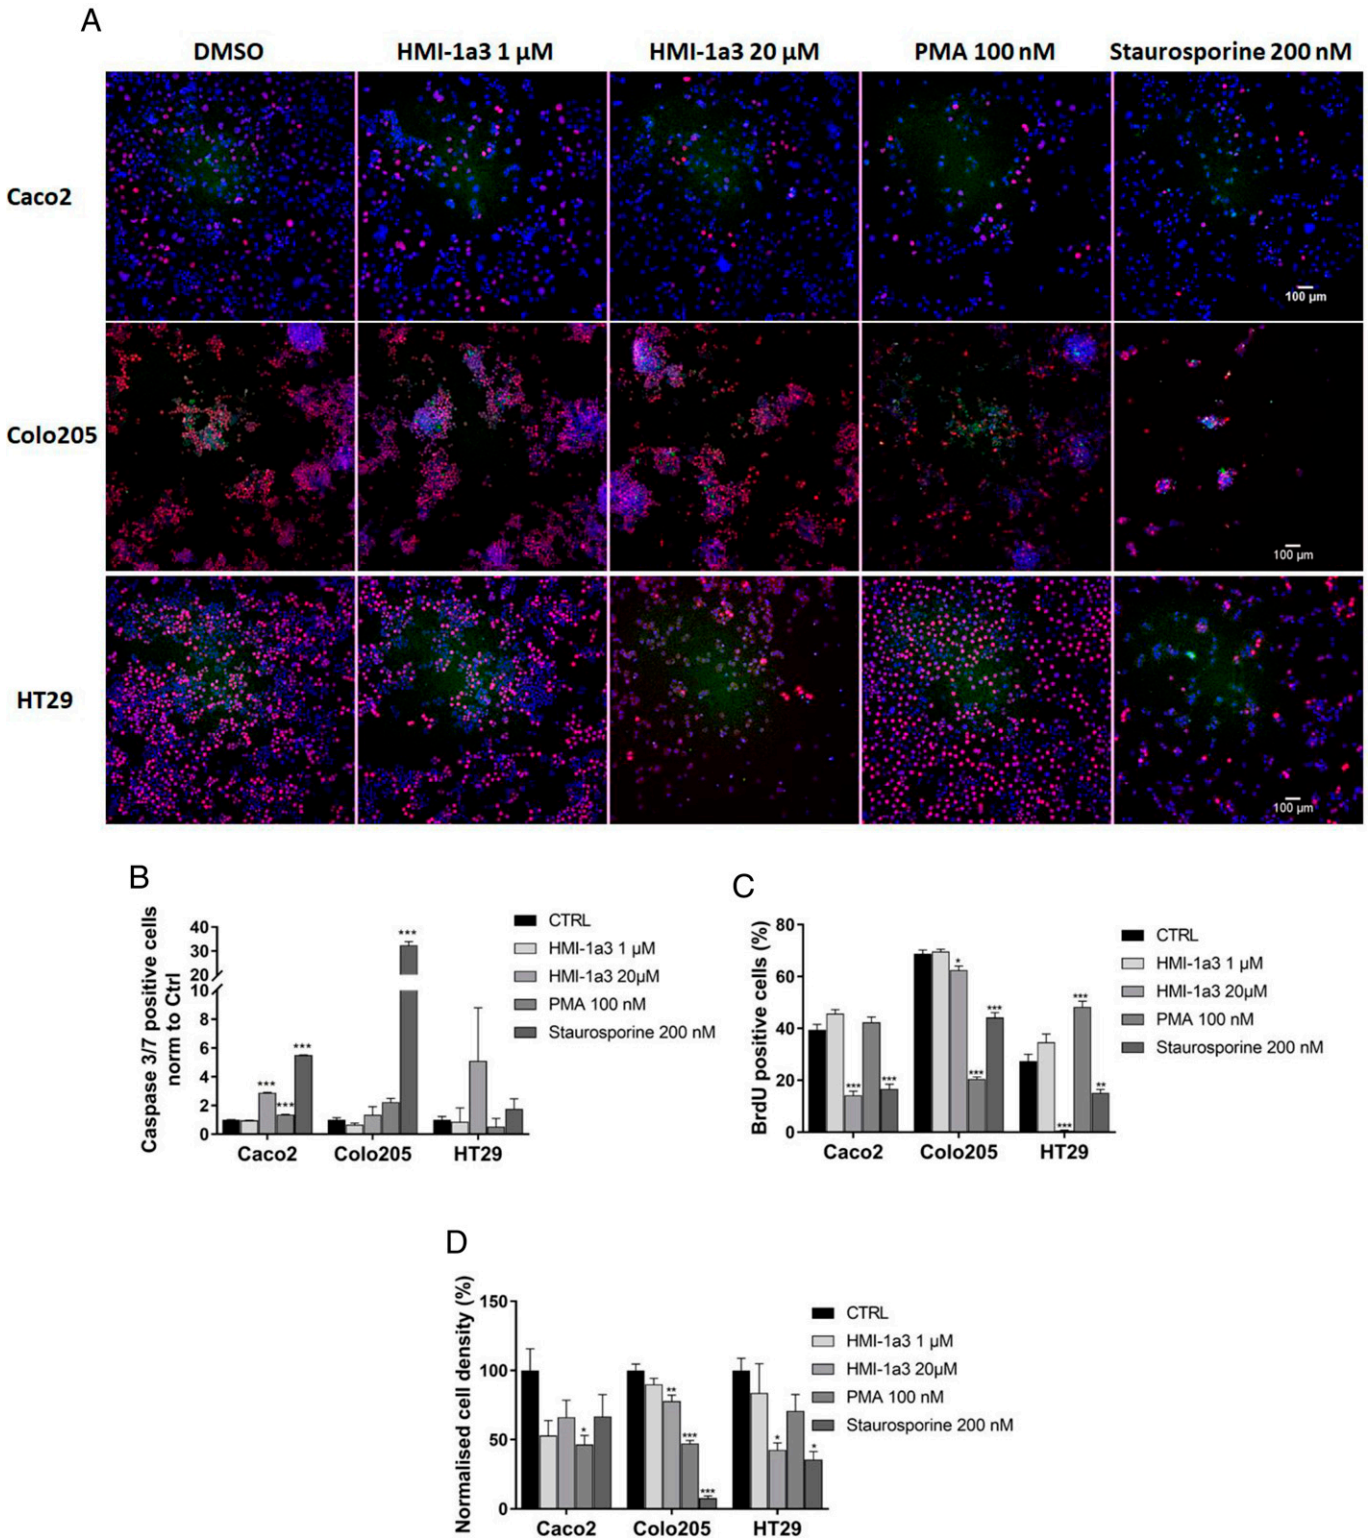 A
DMSO HMI-1a3 1 µM HMI-1a3 20 µM PMA 100 nM Staurosporine 200 nM
Caco2
100 µm
Colo205
100 µm
HT29
100 µm
B
Caspase 3/7 positive cells
norm to Ctrl
40
30
20
10
8
6
4
2
0
*** *** *** ***
Caco2 Colo205 HT29
CTRL
HMI-1a3 1 µM
HMI-1a3 20µM
PMA 100 nM
Staurosporine 200 nM
C
BrdU positive cells (%)
80
60
40
20
0
*** *** * *** *** *** *** **
Caco2 Colo205 HT29
CTRL
HMI-1a3 1 µM
HMI-1a3 20µM
PMA 100 nM
Staurosporine 200 nM
D
Normalised cell density (%)
150
100
50
0
* ** *** *** * *
Caco2 Colo205 HT29
CTRL
HMI-1a3 1 µM
HMI-1a3 20µM
PMA 100 nM
Staurosporine 200 nM